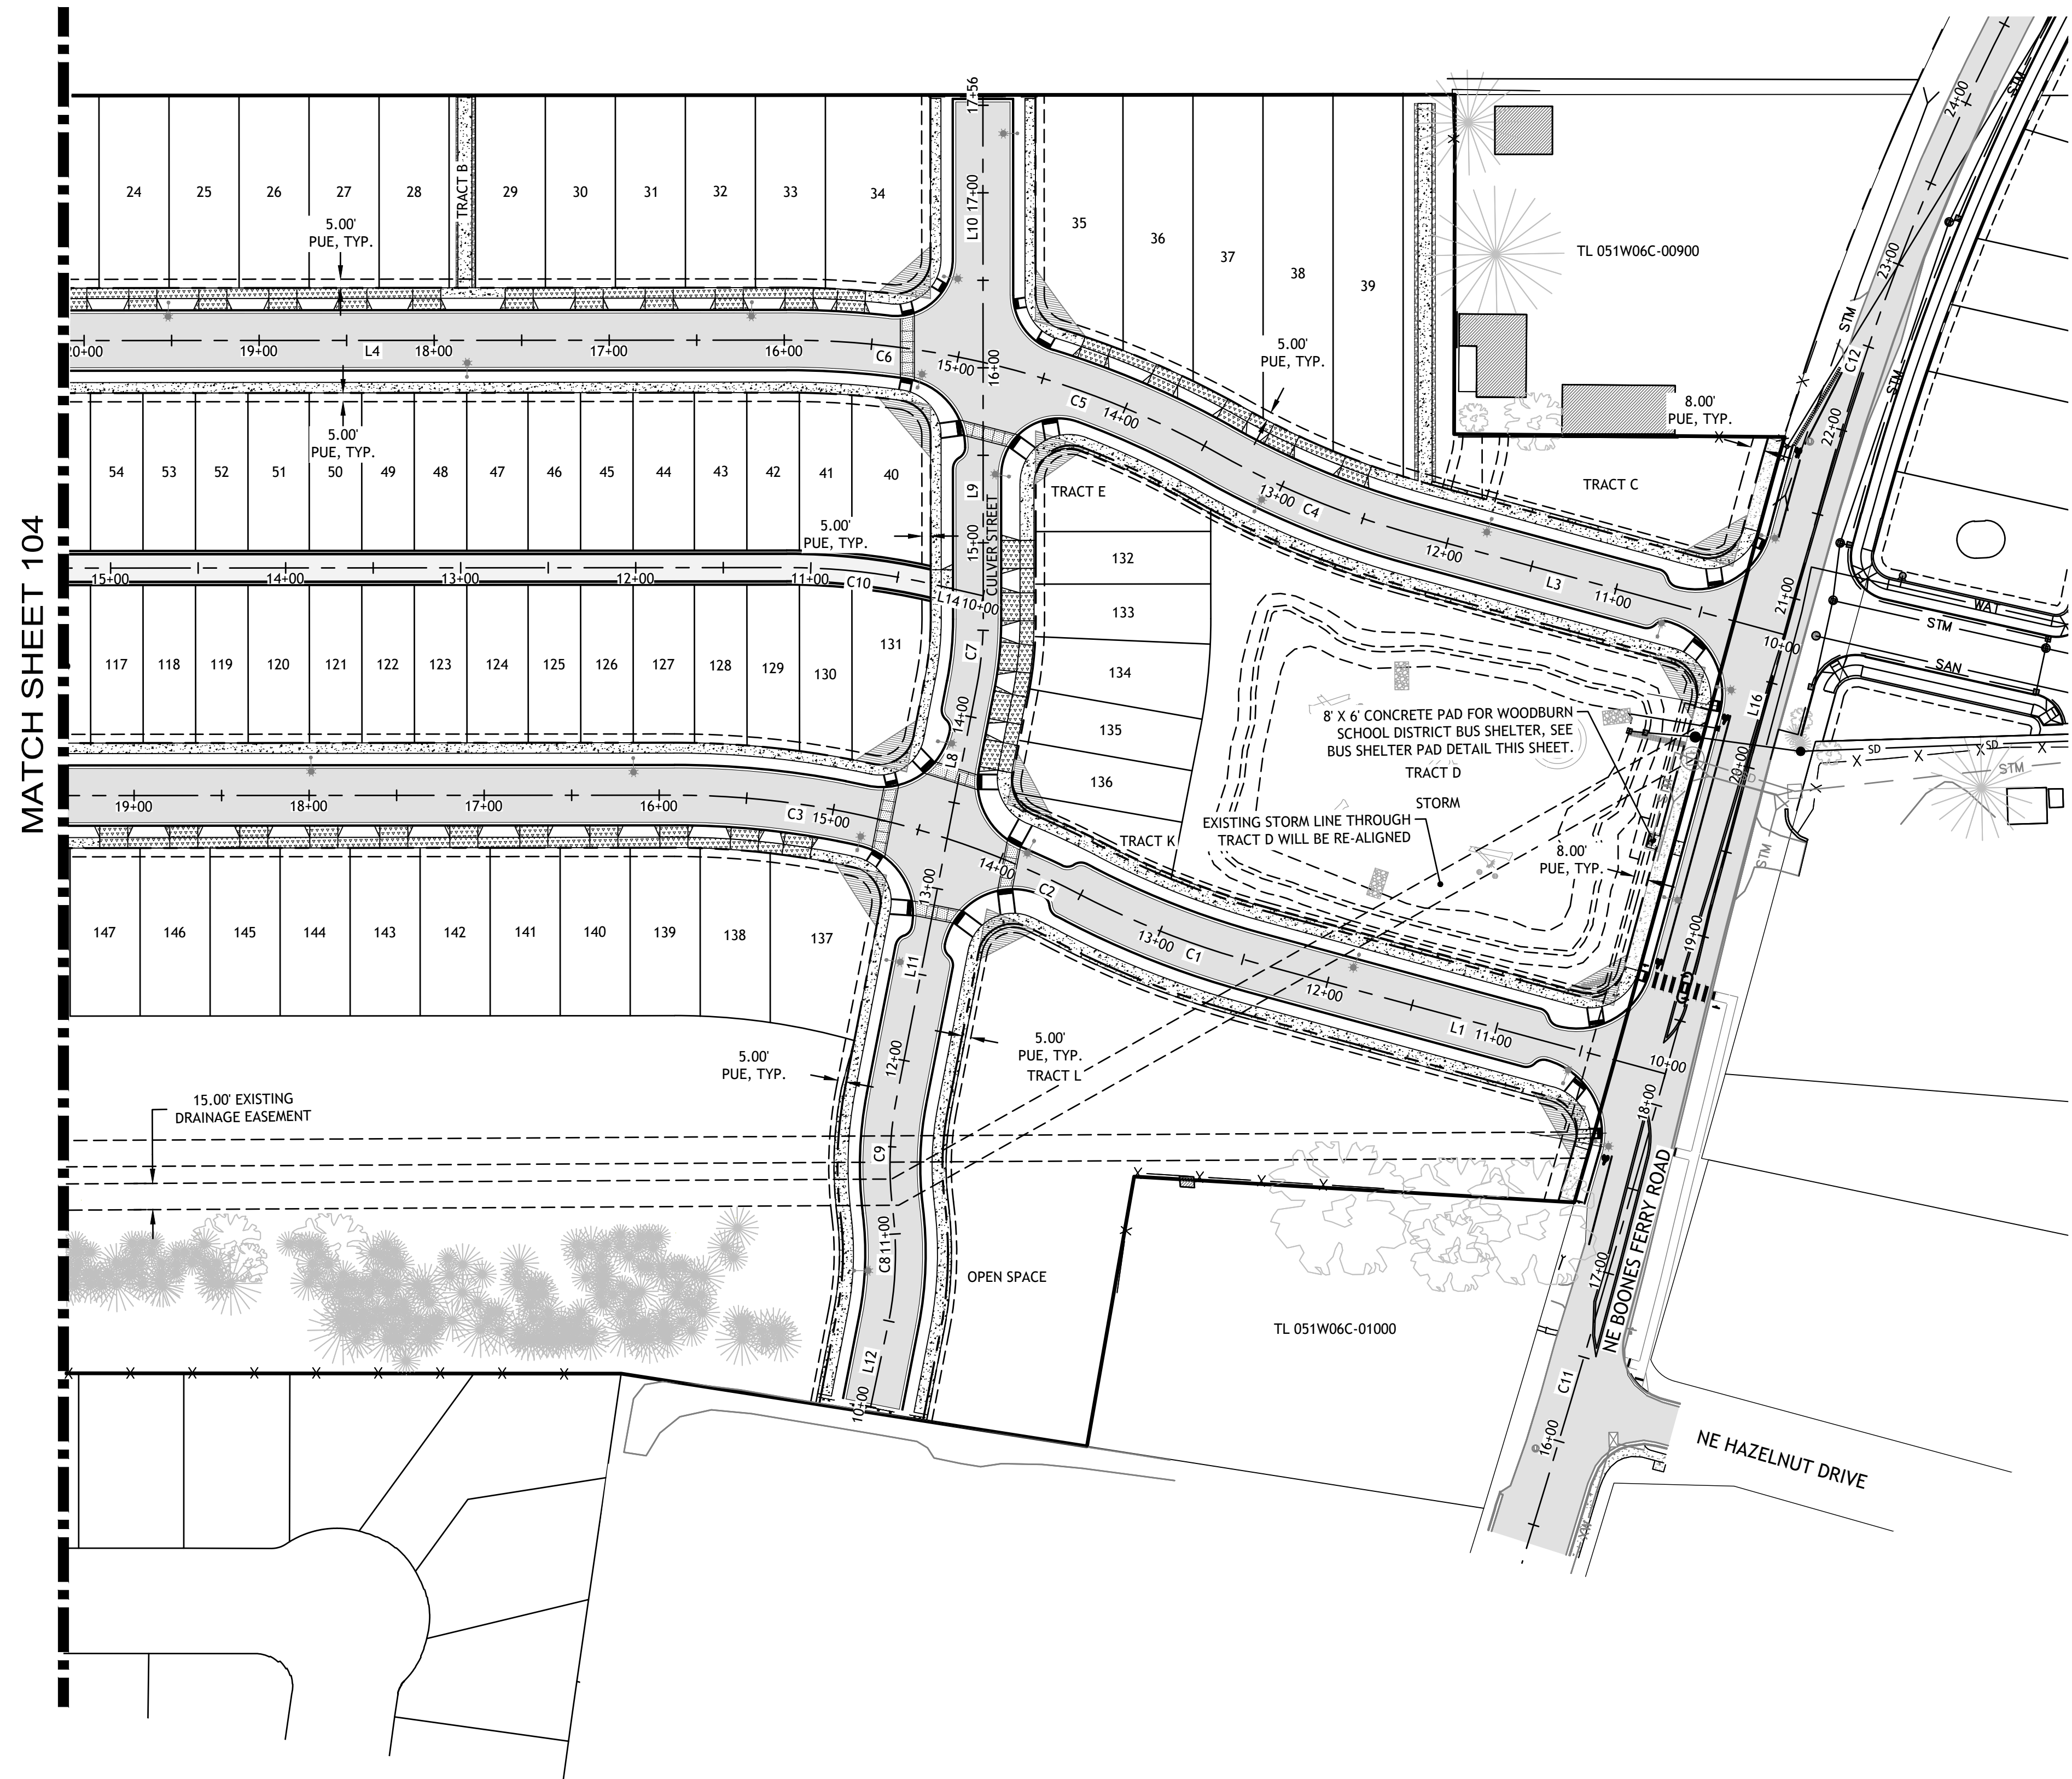 MATCH SHEET 104
24
25
26
27
28
TRACT B
29
30
31
32
33
34
5.00'
PUE, TYP.
17+56
L10 17+00
35
36
37
38
39
TL 051W06C-00900
24+00
STM
23+00
STM
C12
STM
22+00
20+00
19+00
L4
18+00
17+00
16+00
C6
15+00
16+00
C5
14+00
5.00'
PUE, TYP.
8.00'
PUE, TYP.
5.00'
PUE, TYP.
54
53
52
51
50
49
48
47
46
45
44
43
42
41
40
5.00'
PUE, TYP.
L9
15+00
CULVER STREET
TRACT E
13+00
C4
12+00
L3
11+00
10+00
TRACT C
21+00
WAT
STM
SAN
15+00
14+00
13+00
12+00
11+00
C10
L14
10+00
132
133
134
135
136
TRACT K
117
118
119
120
121
122
123
124
125
126
127
128
129
130
131
C7
14+00
L8
8' X 6' CONCRETE PAD FOR WOODBURN
SCHOOL DISTRICT BUS SHELTER, SEE
BUS SHELTER PAD DETAIL THIS SHEET.
TRACT D
STORM
EXISTING STORM LINE THROUGH
TRACT D WILL BE RE-ALIGNED
8.00'
PUE, TYP.
L16
20+00
SD
SD
STM
STM
19+00
19+00
18+00
17+00
16+00
C3
15+00
14+00
C2
13+00
C1
12+00
L1
11+00
10+00
13+00
147
146
145
144
143
142
141
140
139
138
137
L11
12+00
5.00'
PUE, TYP.
5.00'
PUE, TYP.
TRACT L
15.00' EXISTING
DRAINAGE EASEMENT
C9
11+00
C8
L12
10+00
OPEN SPACE
TL 051W06C-01000
18+00
17+00
NE BOONES FERRY ROAD
C11
16+00
NE HAZELNUT DRIVE